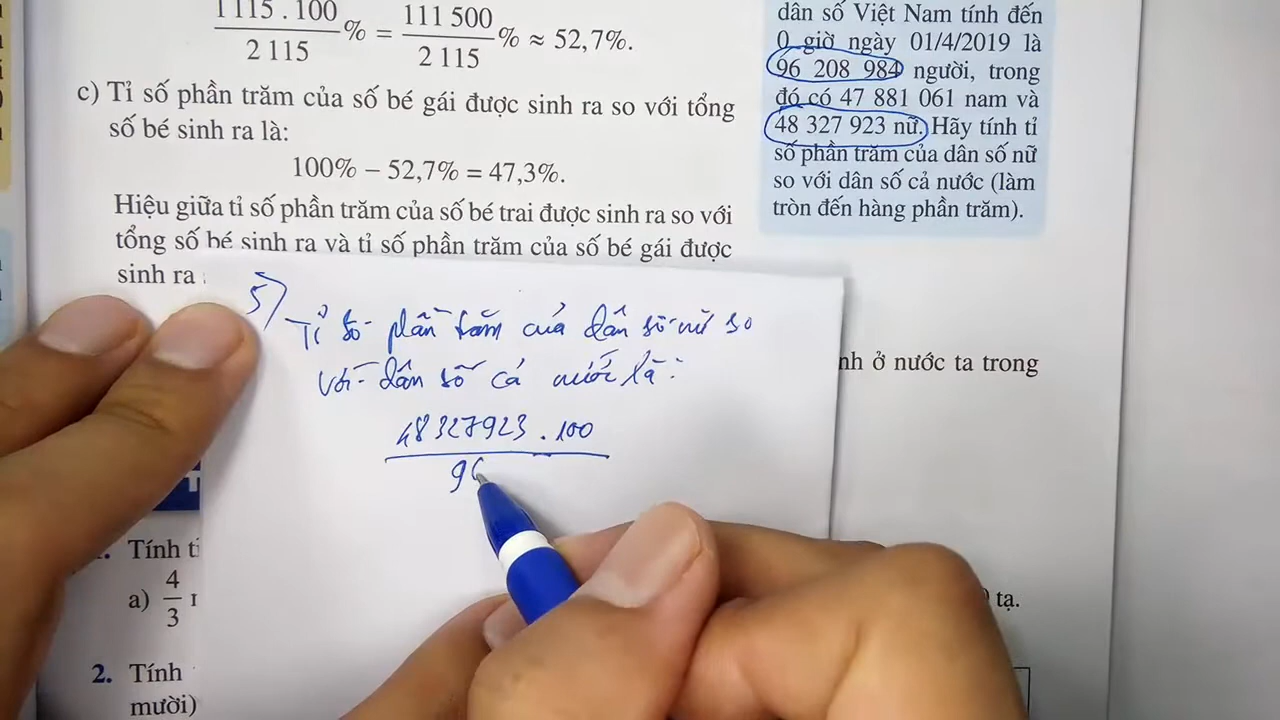 1115 . 100 / 2 115 % = 111 500 / 2 115 % ≈ 52,7%.
c) Tỉ số phần trăm của số bé gái được sinh ra so với tổng
số bé sinh ra là:
100% − 52,7% = 47,3%.
Hiệu giữa tỉ số phần trăm của số bé trai được sinh ra so với
tổng số bé sinh ra và tỉ số phần trăm của số bé gái được
sinh ra
dân số Việt Nam tính đến
0 giờ ngày 01/4/2019 là
96 208 984 người, trong
đó có 47 881 061 nam và
48 327 923 nữ. Hãy tính tỉ
số phần trăm của dân số nữ
so với dân số cả nước (làm
tròn đến hàng phần trăm).
5) Tỉ số phần trăm của dân số nữ so
với dân số cả nước là:
48327923 . 100
96
nh ở nước ta trong
Tính ti
a) 4/3
tạ.
2. Tính
mười)